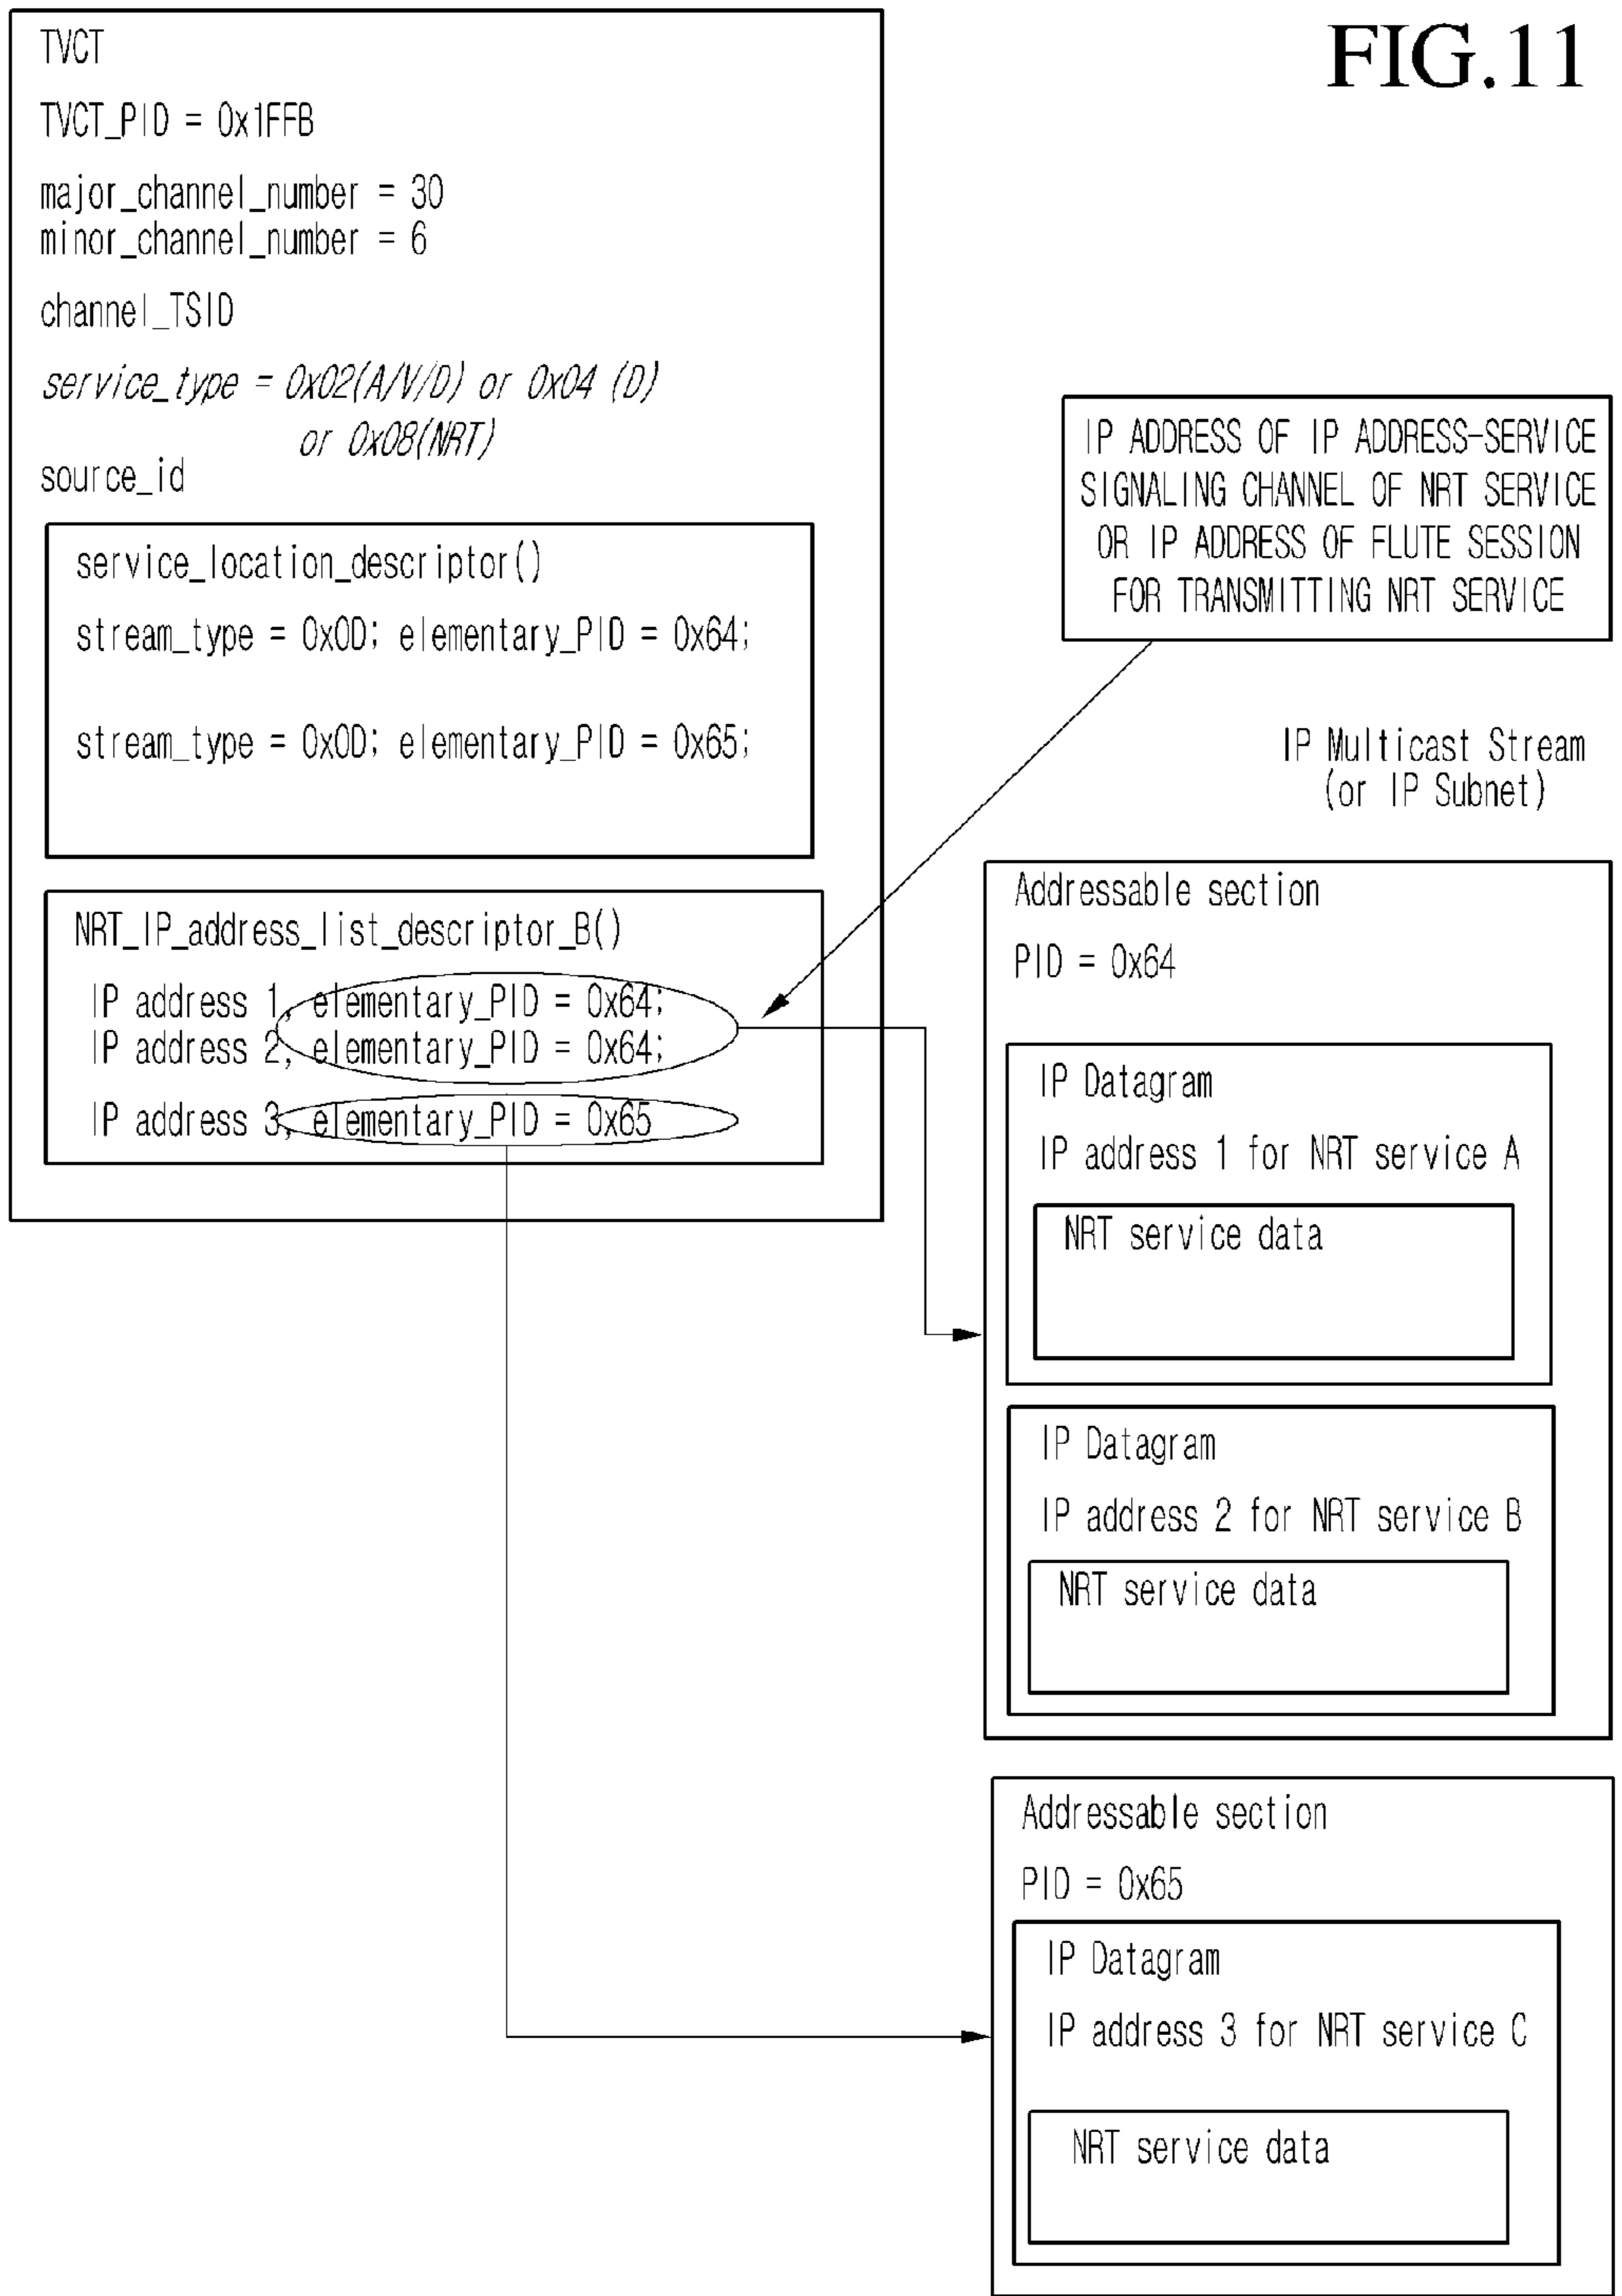 FIG.11
TVCT
TVCT_PID = 0x1FFB
major_channel_number = 30
minor_channel_number = 6
channel_TSID
service_type = 0x02(A/V/D) or 0x04 (D)
or 0x08(NRT)
source_id
service_location_descriptor()
stream_type = 0x0D; elementary_PID = 0x64;
stream_type = 0x0D; elementary_PID = 0x65;
NRT_IP_address_list_descriptor_B()
IP address 1, elementary_PID = 0x64;
IP address 2, elementary_PID = 0x64;
IP address 3, elementary_PID = 0x65
IP ADDRESS OF IP ADDRESS-SERVICE
SIGNALING CHANNEL OF NRT SERVICE
OR IP ADDRESS OF FLUTE SESSION
FOR TRANSMITTING NRT SERVICE
IP Multicast Stream
(or IP Subnet)
Addressable section
PID = 0x64
IP Datagram
IP address 1 for NRT service A
NRT service data
IP Datagram
IP address 2 for NRT service B
NRT service data
Addressable section
PID = 0x65
IP Datagram
IP address 3 for NRT service C
NRT service data